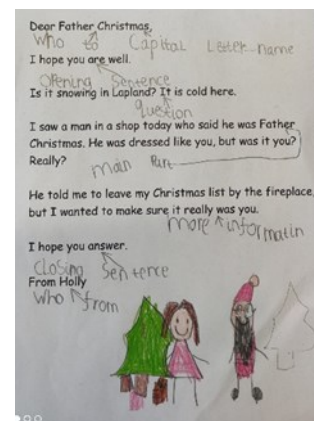 Dear Father Christmas,
Who to Capital Letter name
I hope you are well.
Opening Sentence
Is it snowing in Lapland? It is cold here.
question
I saw a man in a shop today who said he was Father
Christmas. He was dressed like you, but was it you?
Really?
main Part
He told me to leave my Christmas list by the fireplace,
but I wanted to make sure it really was you.
more informatin
I hope you answer.
Closing Sentence
From Holly
Who from